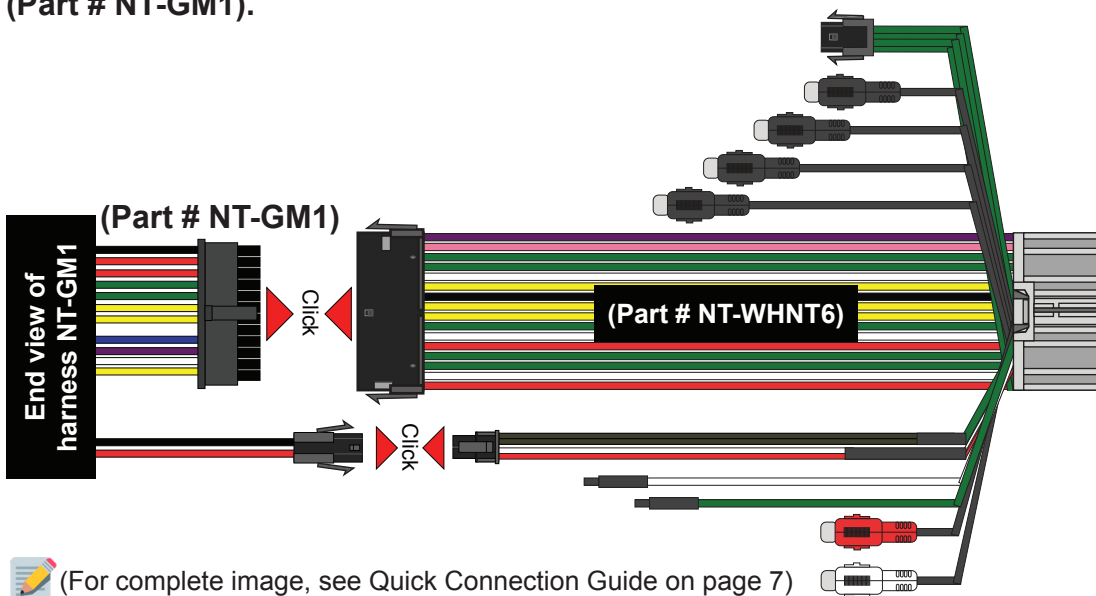 (Part # NT-GM1).
(Part # NT-GM1)
End view of
harness NT-GM1
Click
(Part # NT-WHNT6)
Click
(For complete image, see Quick Connection Guide on page 7)